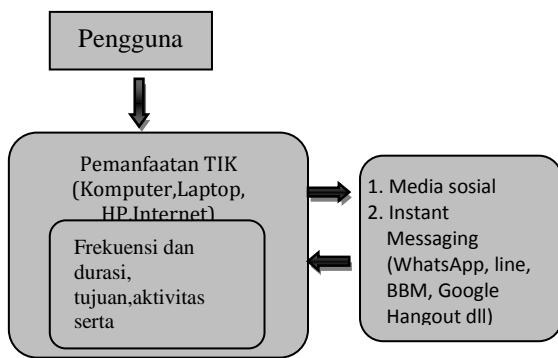 Pengguna
Pemanfaatan TIK
(Komputer,Laptop,
HP,Internet)
Frekuensi dan
durasi,
tujuan,aktivitas
serta
1. Media sosial
2. Instant
Messaging
(WhatsApp, line,
BBM, Google
Hangout dll)